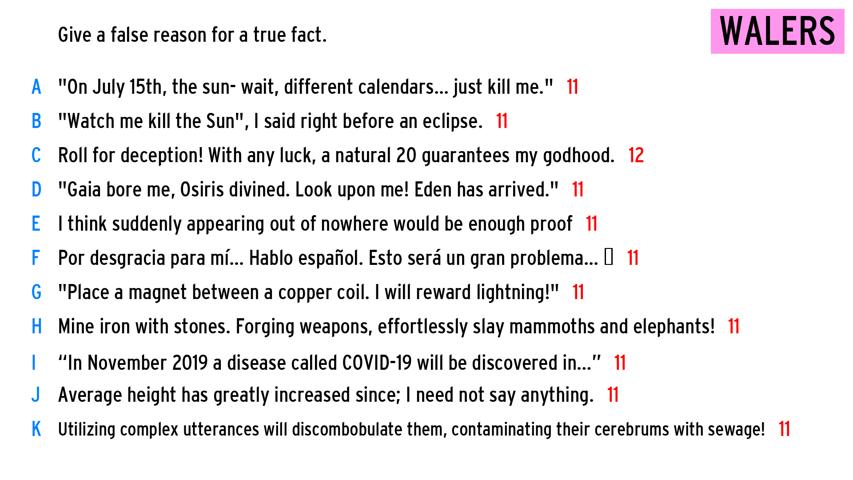 Give a false reason for a true fact.
WALERS
A "On July 15th, the sun- wait, different calendars... just kill me." 11
B "Watch me kill the Sun", I said right before an eclipse. 11
C Roll for deception! With any luck, a natural 20 guarantees my godhood. 12
D "Gaia bore me, Osiris divined. Look upon me! Eden has arrived." 11
E I think suddenly appearing out of nowhere would be enough proof 11
F Por desgracia para mí... Hablo español. Esto será un gran problema... 11
G "Place a magnet between a copper coil. I will reward lightning!" 11
H Mine iron with stones. Forging weapons, effortlessly slay mammoths and elephants! 11
I “In November 2019 a disease called COVID-19 will be discovered in...” 11
J Average height has greatly increased since; I need not say anything. 11
K Utilizing complex utterances will discombobulate them, contaminating their cerebrums with sewage! 11